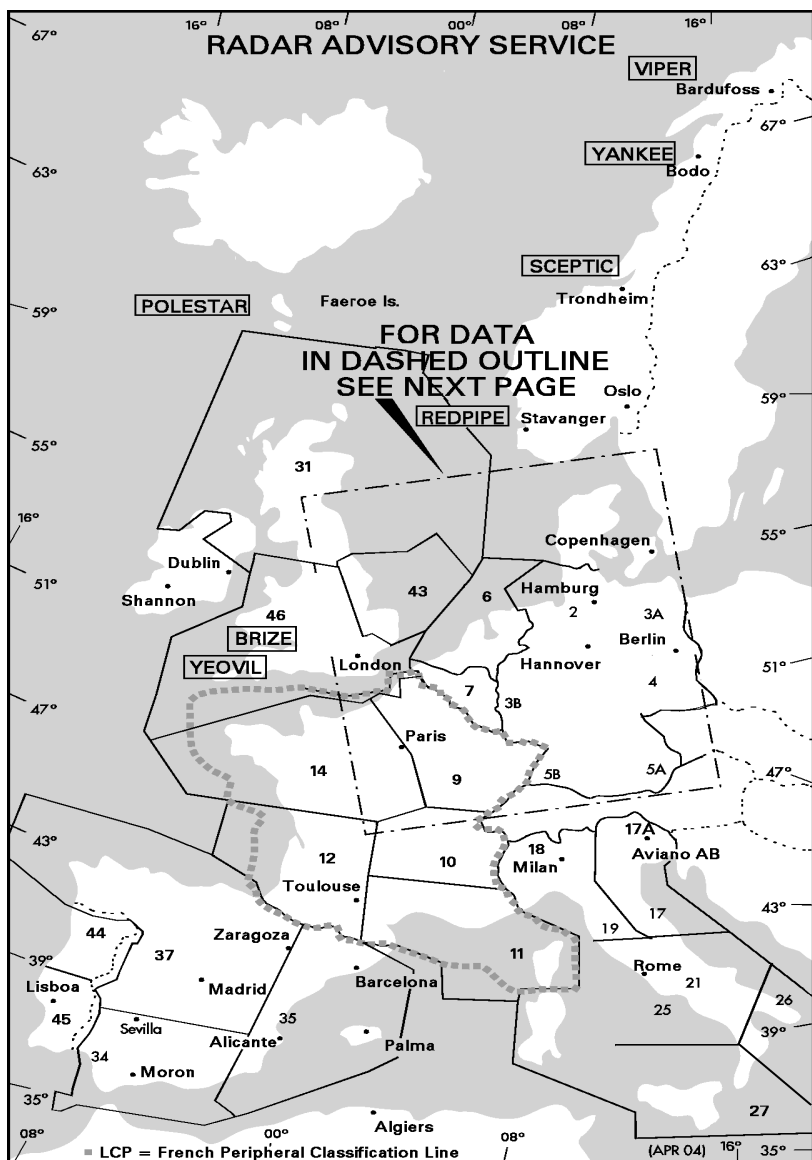 16° 08° 00° 08° 16°
67°
RADAR ADVISORY SERVICE
VIPER
Bardufoss
67°
YANKEE
Bodo
63°
63°
SCEPTIC
Trondheim
POLESTAR
Faeroe Is.
59°
FOR DATA
IN DASHED OUTLINE
SEE NEXT PAGE
Oslo
59°
REDPIPE
Stavanger
55°
31
16°
Copenhagen
55°
Dublin
51°
Shannon
43
6
Hamburg
2
3A
46
BRIZE
Berlin
YEOVIL
London
Hannover
51°
7
3B
4
47°
Paris
14
9
5B
5A
47°
43°
17A
12
10
18
Milan
Aviano AB
Toulouse
43°
44
17
19
37
Zaragoza
11
39°
Rome
Lisboa
Madrid
Barcelona
21
26
45
Sevilla
35
25
39°
34
Alicante
Palma
Moron
35°
27
Algiers
08° 00° 08° (APR 04) 16° 35°
LCP = French Peripheral Classification Line